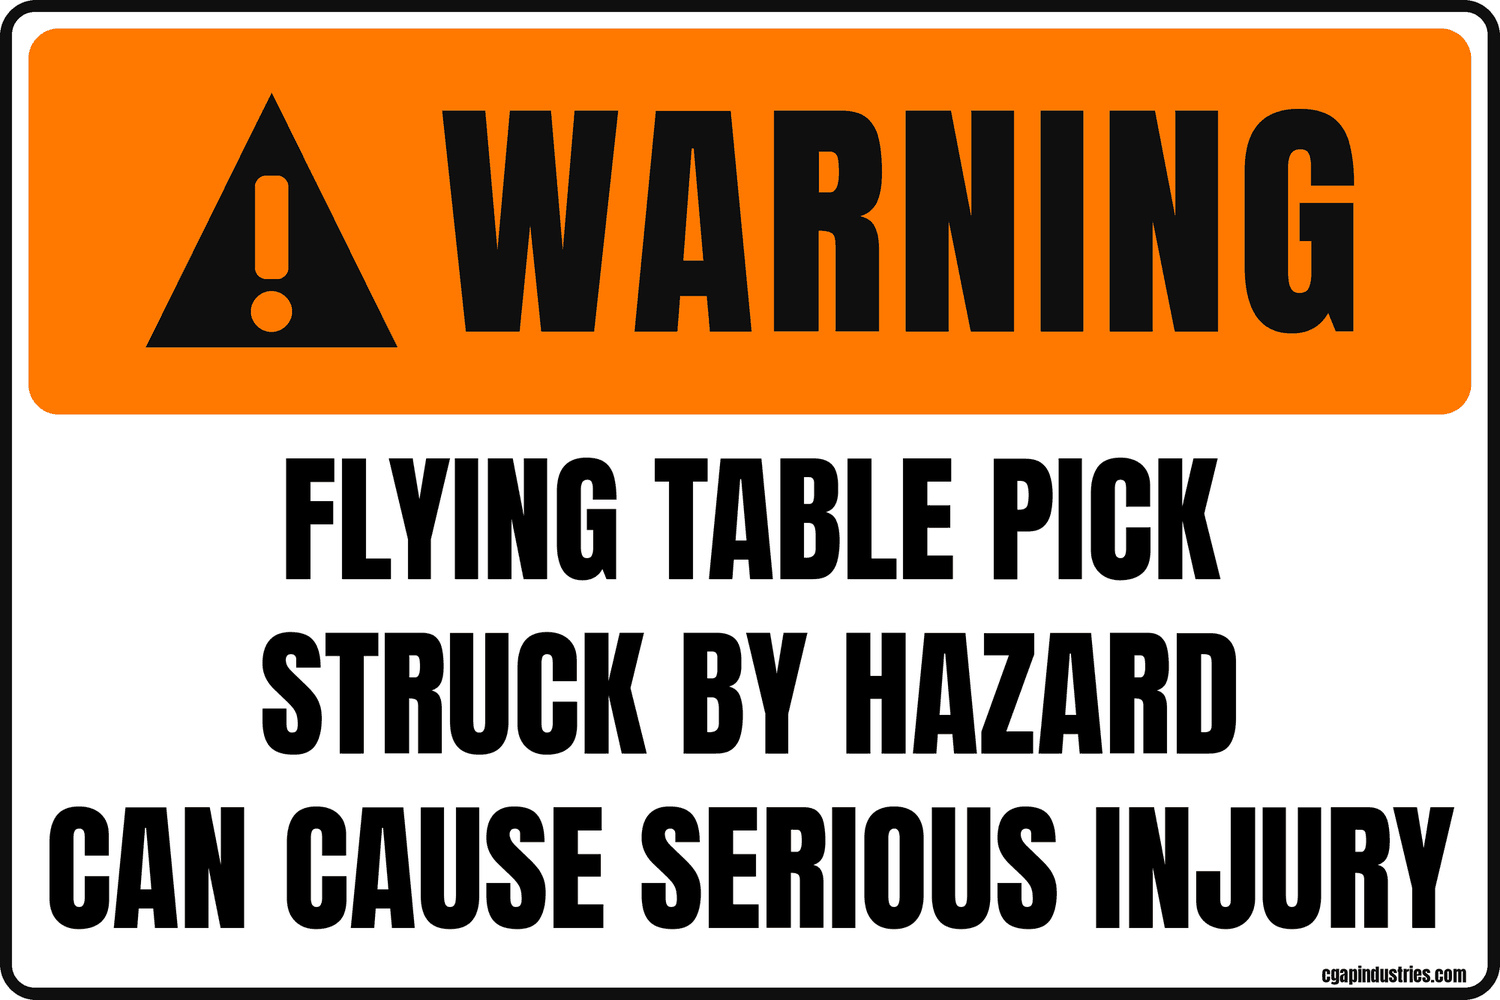 WARNING
FLYING TABLE PICK
STRUCK BY HAZARD
CAN CAUSE SERIOUS INJURY
cgapindustries.com